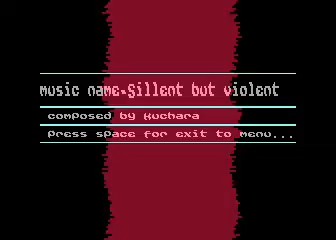 music name.Sillent but violent
composed by Kuchara
Press space for exit to menu...